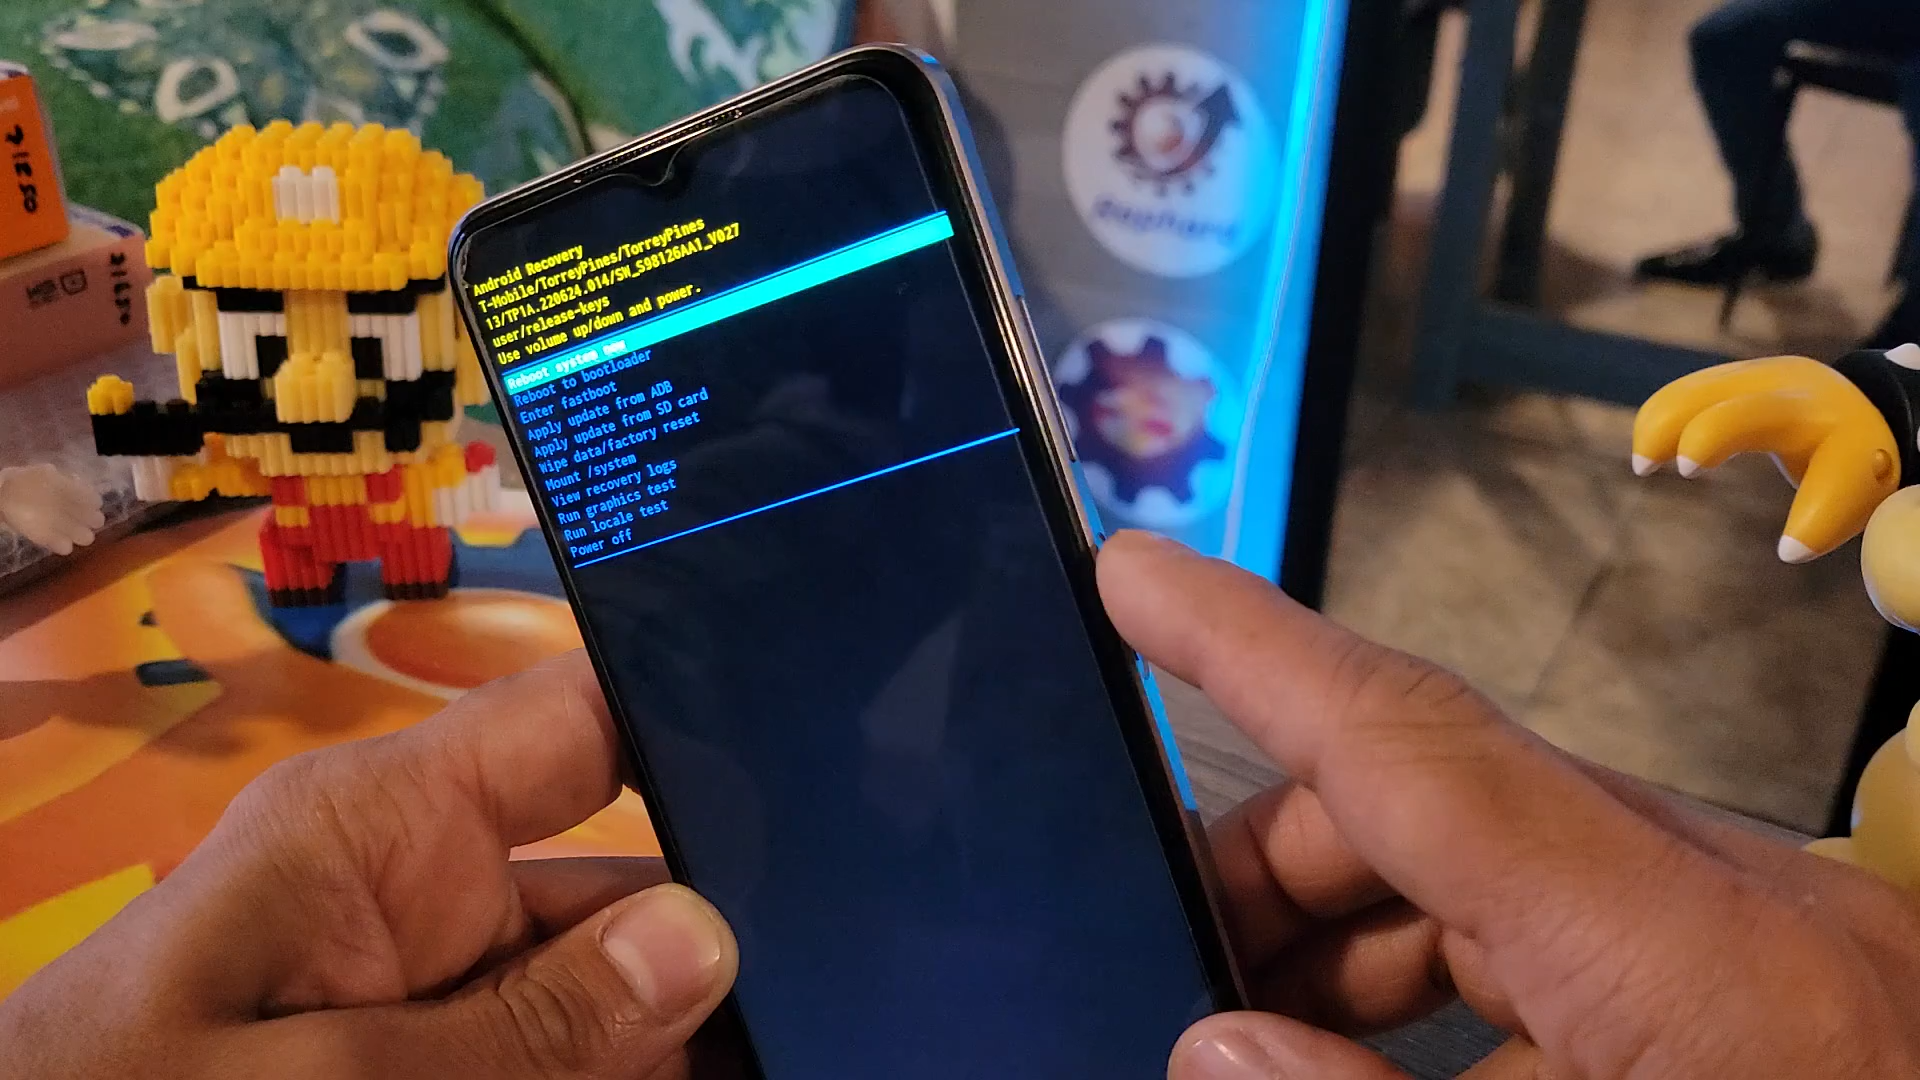 Android Recovery
T-Mobile/TorreyPines/TorreyPines
13/TP1A.220624.014/SW_S98126AA1_V027
user/release-keys
Use volume up/down and power.
Reboot system now
Reboot to bootloader
Enter fastboot
Apply update from ADB
Apply update from SD card
Wipe data/factory reset
Mount /system
View recovery logs
Run graphics test
Run locale test
Power off
M